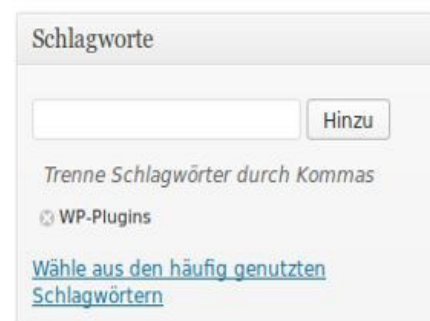 Schlagworte
Hinzu
Trenne Schlagwörter durch Kommas
WP-Plugins
Wähle aus den häufig genutzten
Schlagwörtern